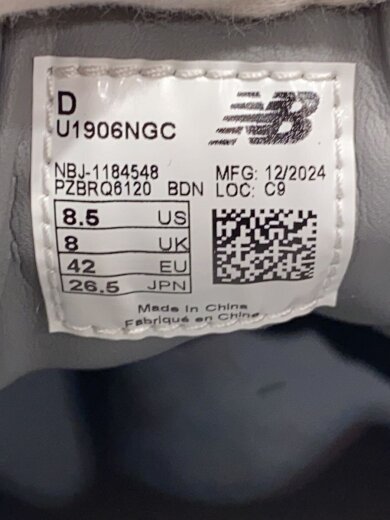 D
U1906NGC
NBJ-1184548 MFG: 12/2024
PZBRQ6120 BDN LOC: C9
8.5 US
8 UK
42 EU
26.5 JPN
Made in China
Fabriqué en China